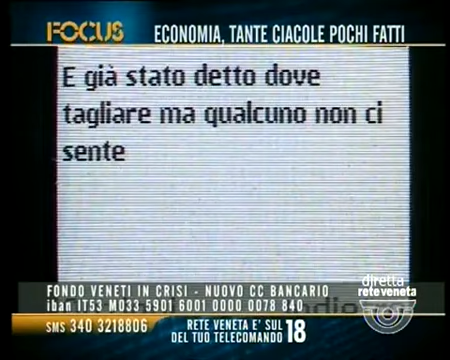 FOCUS
ECONOMIA, TANTE CIACOLE POCHI FATTI
E già stato detto dove
tagliare ma qualcuno non ci
sente
diretta
reteveneta
FONDO VENETI IN CRISI - NUOVO CC BANCARIO
iban IT53 M033 5901 6001 0000 0078 840
SMS 340 3218806
RETE VENETA E' SUL
DEL TUO TELECOMANDO 18